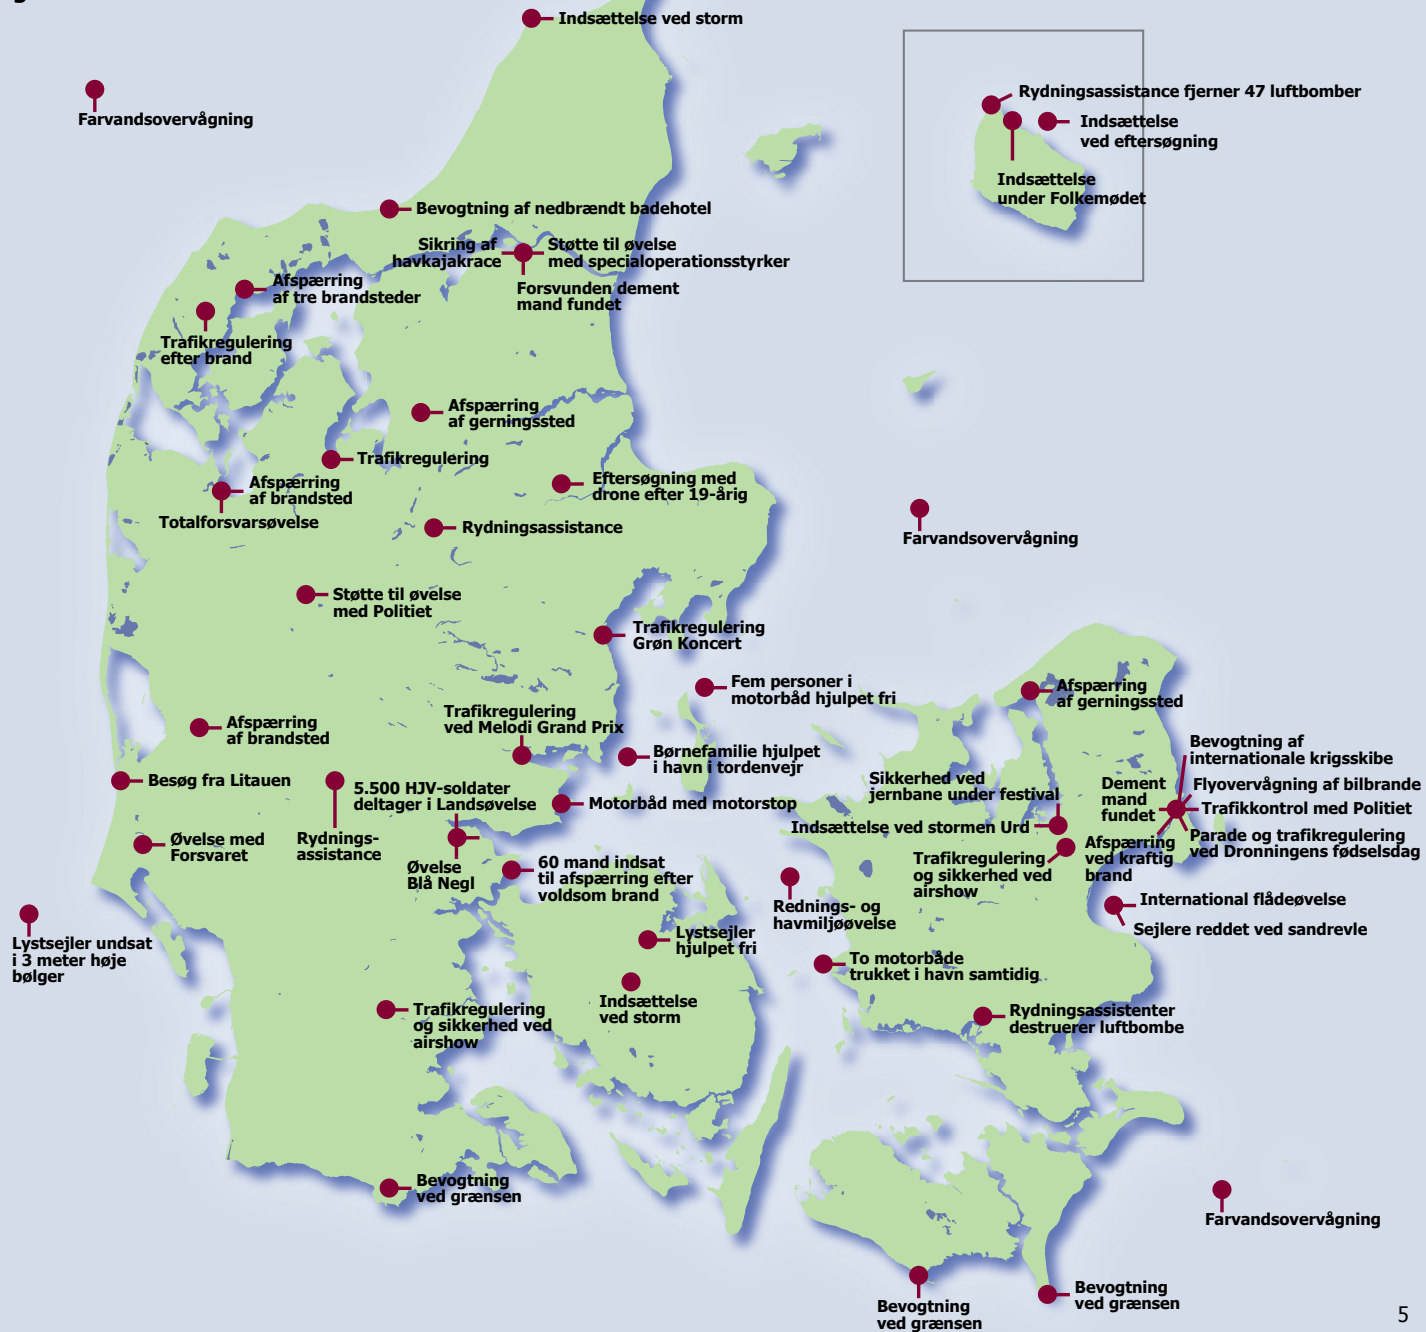 Indsættelse ved storm
Farvandsovervågning
Rydningsassistance fjerner 47 luftbomber
Indsættelse
ved eftersøgning
Indsættelse
under Folkemødet
Bevogtning af nedbrændt badehotel
Sikring af
havkajakrace
Støtte til øvelse
med specialoperationsstyrker
Forsvunden dement
mand fundet
Afspærring
af tre brandsteder
Trafikregulering
efter brand
Afspærring
af gerningssted
Trafikregulering
Afspærring
af brandsted
Totalforsvarsøvelse
Eftersøgning med
drone efter 19-årig
Rydningsassistance
Farvandsovervågning
Støtte til øvelse
med Politiet
Trafikregulering
Grøn Koncert
Fem personer i
motorbåd hjulpet fri
Afspærring
af gerningssted
Afspærring
af brandsted
Trafikregulering
ved Melodi Grand Prix
Børnefamilie hjulpet
i havn i tordenvejr
Besøg fra Litauen
Rydnings-
assistance
5.500 HJV-soldater
deltager i Landsøvelse
Motorbåd med motorstop
Sikkerhed ved
jernbane under festival
Dement
mand
fundet
Bevogtning af
internationale krigsskibe
Flyovervågning af bilbrande
Trafikkontrol med Politiet
Parade og trafikregulering
ved Dronningens fødselsdag
Indsættelse ved stormen Urd
Afspærring
ved kraftig
brand
Trafikregulering
og sikkerhed ved
airshow
Øvelse med
Forsvaret
Øvelse
Blå Negl
60 mand indsat
til afspærring efter
voldsom brand
Rednings- og
havmiljøøvelse
International flådeøvelse
Sejlere reddet ved sandrevle
Lystsejler undsat
i 3 meter høje
bølger
Lystsejler
hjulpet fri
To motorbåde
trukket i havn samtidig
Indsættelse
ved storm
Trafikregulering
og sikkerhed ved
airshow
Rydningsassistenter
destruerer luftbombe
Bevogtning
ved grænsen
Farvandsovervågning
Bevogtning
ved grænsen
Bevogtning
ved grænsen
5